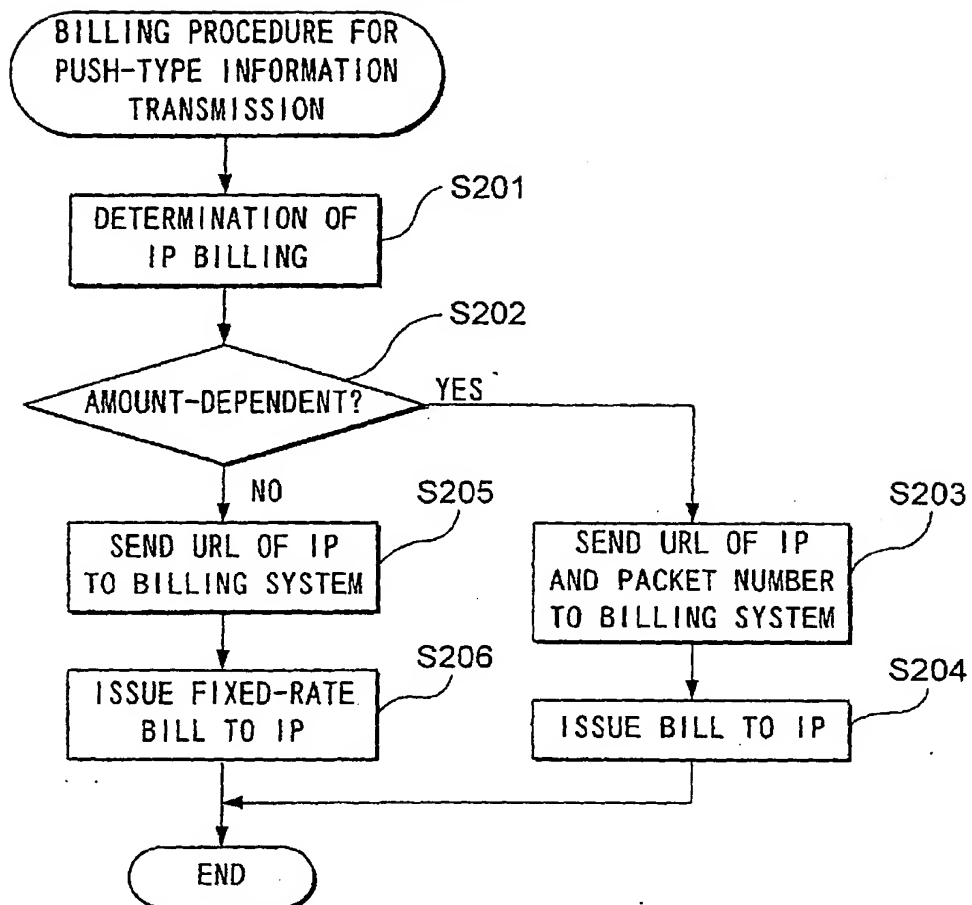 BILLING PROCEDURE FOR
PUSH-TYPE INFORMATION
TRANSMISSION
S201
DETERMINATION OF
IP BILLING
S202
AMOUNT-DEPENDENT?
YES
NO
S205
SEND URL OF IP
TO BILLING SYSTEM
S203
SEND URL OF IP
AND PACKET NUMBER
TO BILLING SYSTEM
S206
ISSUE FIXED-RATE
BILL TO IP
S204
ISSUE BILL TO IP
END